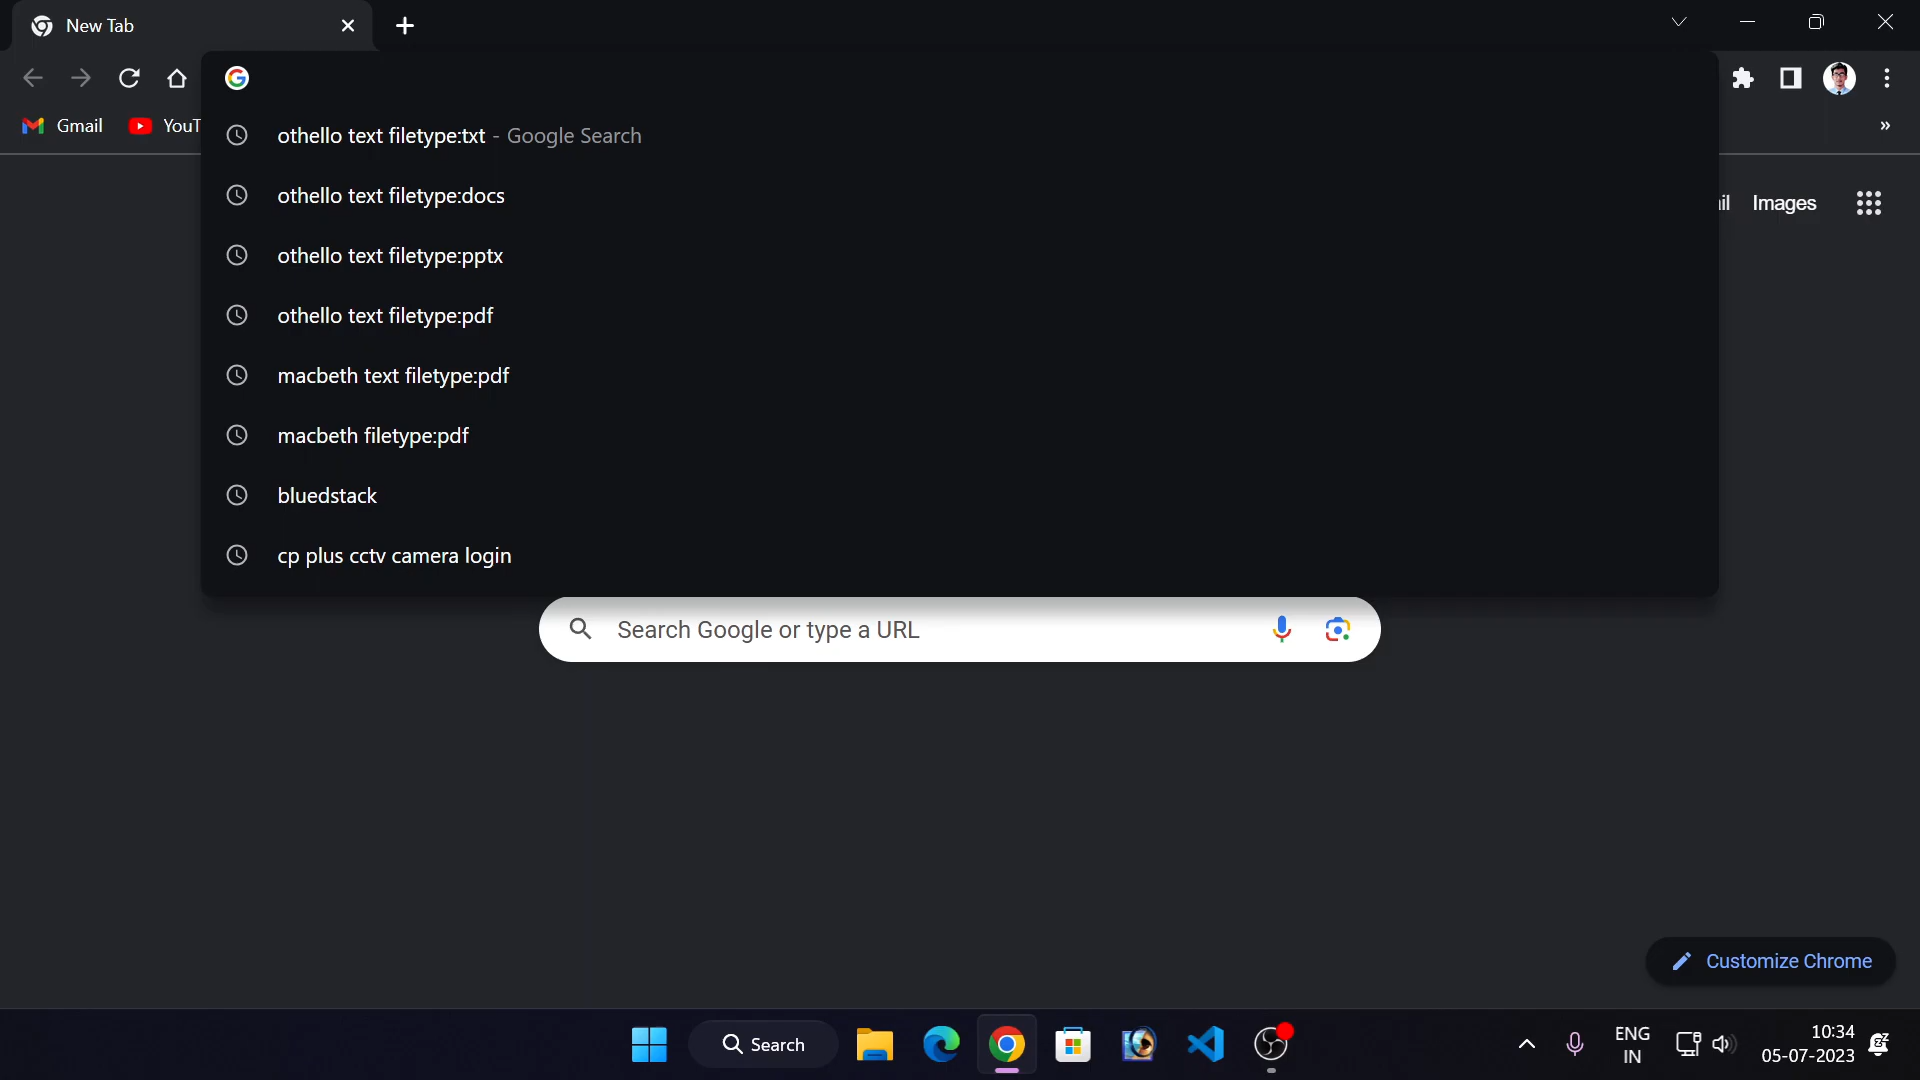 New Tab
Gmail
YouT
othello text filetype:txt - Google Search
othello text filetype:docs
othello text filetype:pptx
othello text filetype:pdf
macbeth text filetype:pdf
macbeth filetype:pdf
bluedstack
cp plus cctv camera login
il Images
Search Google or type a URL
Customize Chrome
Search
ENG
IN
10:34
05-07-2023